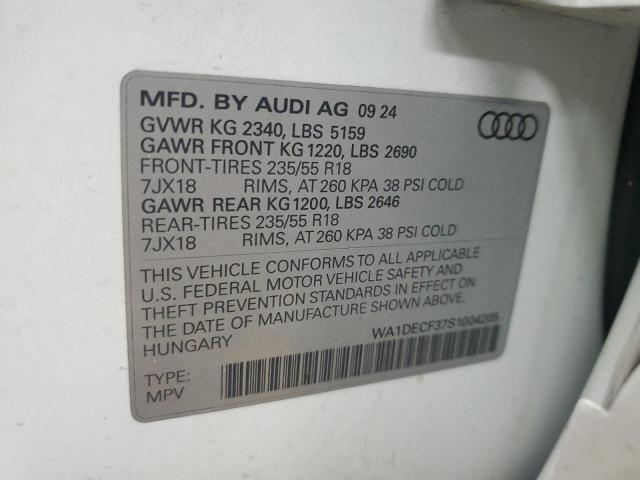 MFD. BY AUDI AG 09 24
GVWR KG 2340, LBS 5159
GAWR FRONT KG 1220, LBS 2690
FRONT-TIRES 235/55 R18
7JX18 RIMS, AT 260 KPA 38 PSI COLD
GAWR REAR KG 1200, LBS 2646
REAR-TIRES 235/55 R18
7JX18 RIMS, AT 260 KPA 38 PSI COLD
THIS VEHICLE CONFORMS TO ALL APPLICABLE
U.S. FEDERAL MOTOR VEHICLE SAFETY AND
THEFT PREVENTION STANDARDS IN EFFECT ON
THE DATE OF MANUFACTURE SHOWN ABOVE.
HUNGARY
WA1DECF37S1004205
TYPE:
MPV